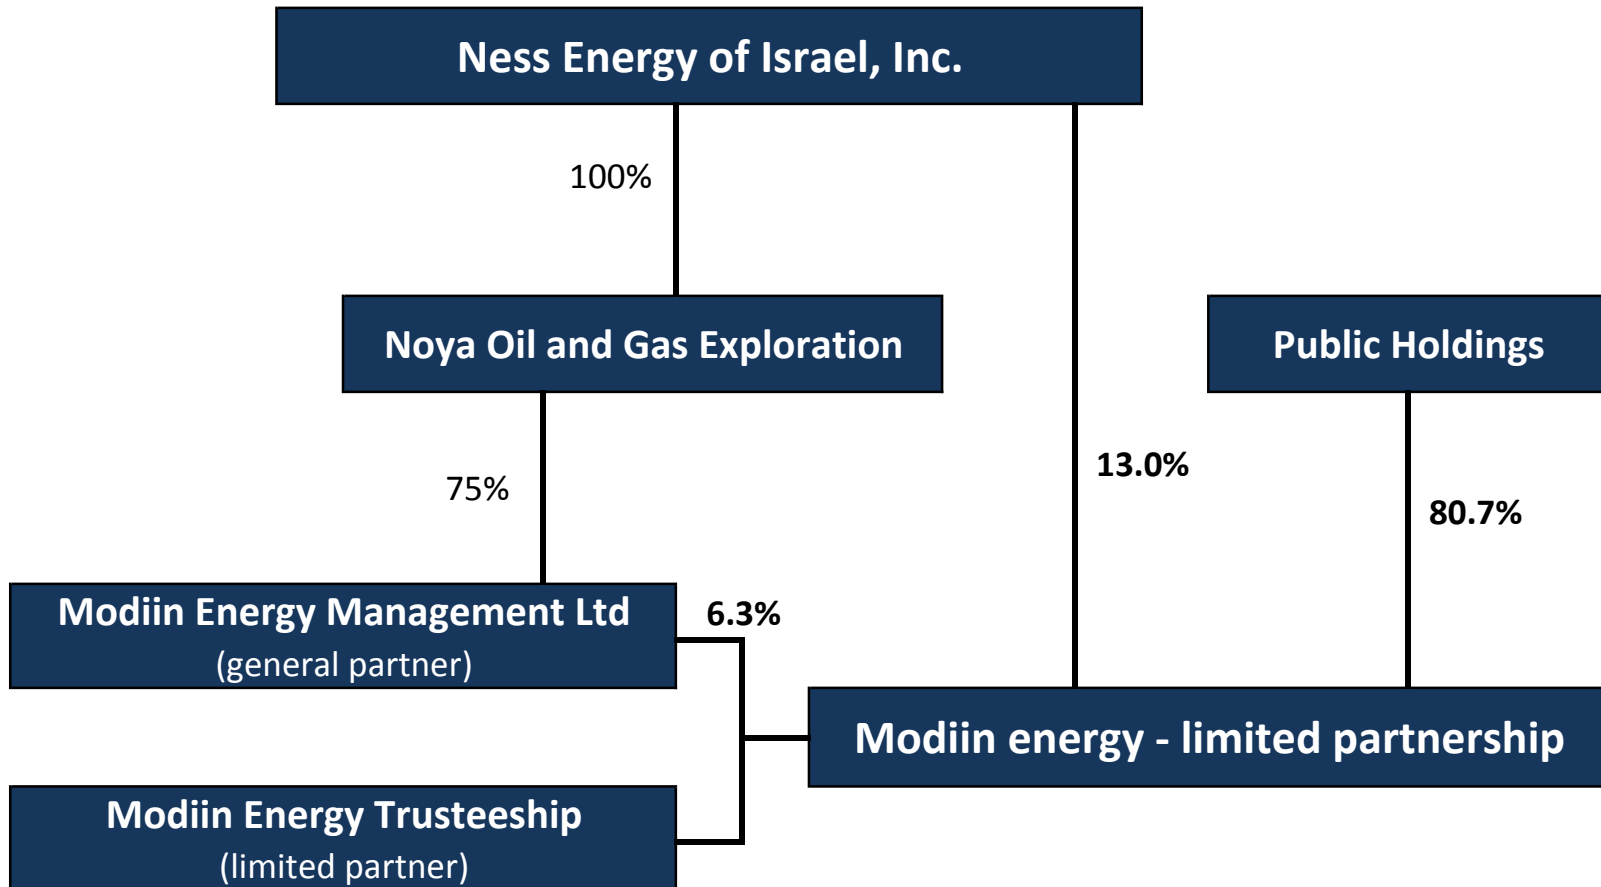 Ness Energy of Israel, Inc.
100%
Noya Oil and Gas Exploration
Public Holdings
13.0%
75%
80.7%
Modiin Energy Management Ltd
(general partner)
6.3%
Modiin energy - limited partnership
Modiin Energy Trusteeship
(limited partner)